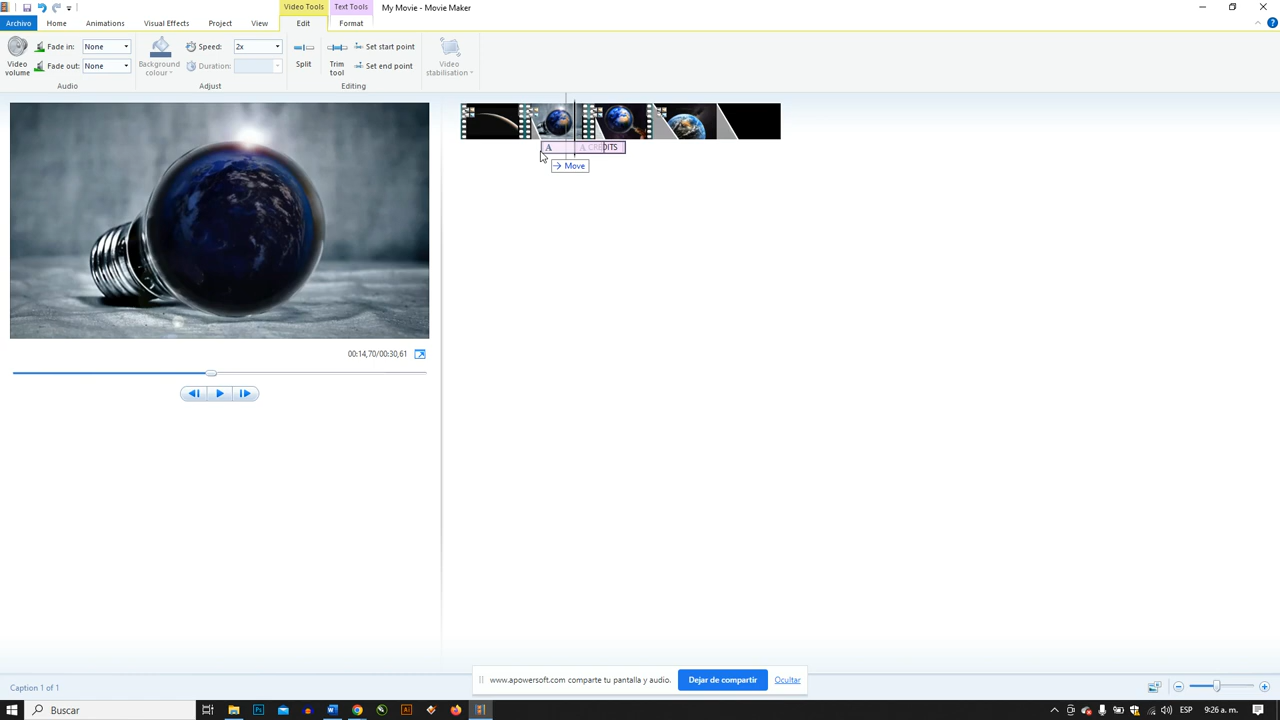 Video Tools
Text Tools
My Movie - Movie Maker
Archivo
Home
Animations
Visual Effects
Project
View
Edit
Format
Video volume
Fade in:
None
Fade out:
None
Audio
Background colour
Speed:
2x
Duration:
Adjust
Split
Trim tool
Set start point
Set end point
Editing
Video stabilisation
A
A CREDITS
Move
00:14,70/00:30,61
www.apowersoft.com comparte tu pantalla y audio.
Dejar de compartir
Ocultar
Caption 1 of 1
Buscar
ESP
9:26 a. m.